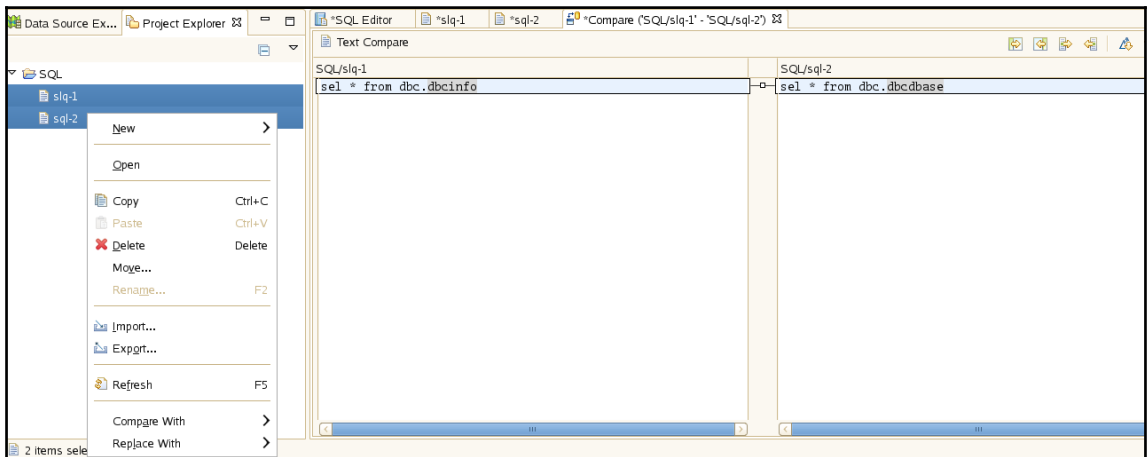 Data Source Ex... Project Explorer
*SQL Editor *slq-1 *sql-2 *Compare ('SQL/slq-1' - 'SQL/sql-2')
Text Compare
SQL
slq-1
sql-2
SQL/slq-1 SQL/sql-2
sel * from dbc.dbcinfo sel * from dbc.dbcdbase
New
Open
Copy Ctrl+C
Paste Ctrl+V
Delete Delete
Move...
Rename... F2
Import...
Export...
Refresh F5
Compare With
Replace With
2 items sele